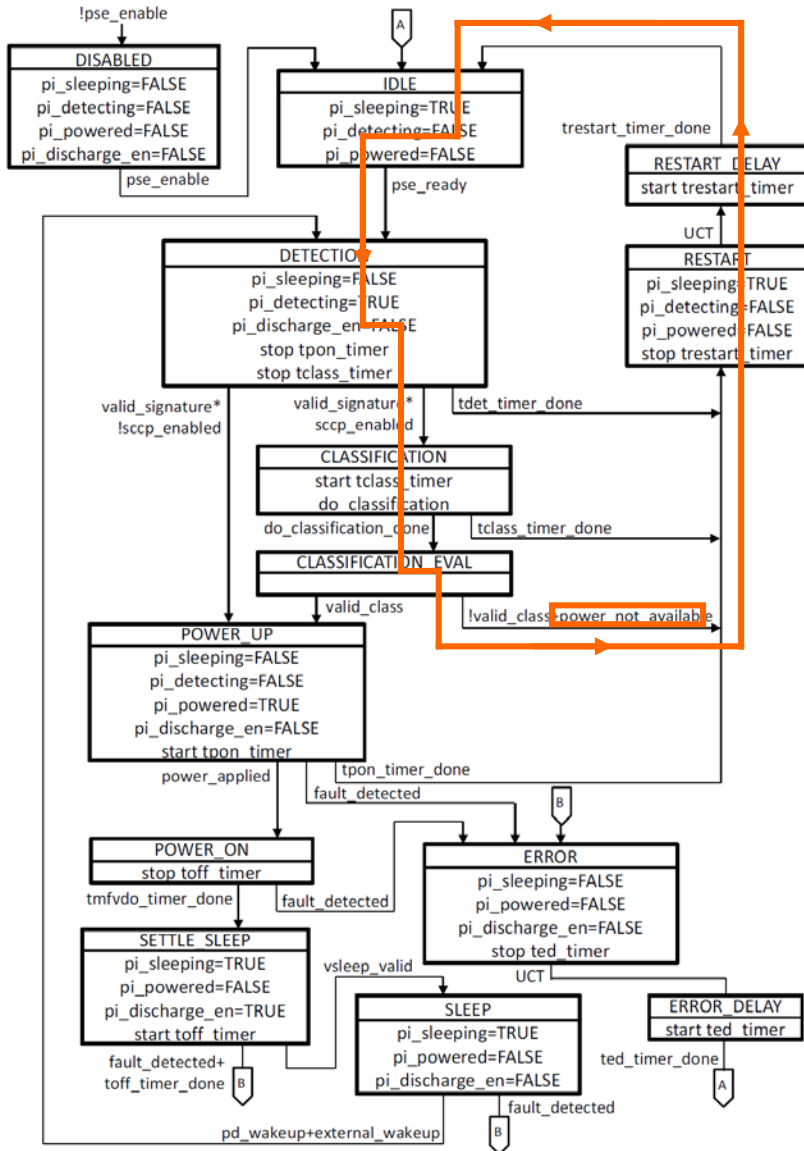 !pse_enable
A
DISABLED
pi_sleeping=FALSE
pi_detecting=FALSE
pi_powered=FALSE
pi_discharge_en=FALSE
pse_enable
IDLE
pi_sleeping=TRUE
pi_detecting=FALSE
pi_powered=FALSE
pse_ready
trestart_timer_done
RESTART_DELAY
start trestart_timer
UCT
RESTART
pi_sleeping=TRUE
pi_detecting=FALSE
pi_powered=FALSE
stop trestart_timer
DETECTION
pi_sleeping=FALSE
pi_detecting=TRUE
pi_discharge_en=FALSE
stop tpon_timer
stop tclass_timer
valid_signature*
!sccp_enabled
valid_signature*
sccp_enabled
tdet_timer_done
CLASSIFICATION
start tclass_timer
do_classification
do_classification_done
tclass_timer_done
CLASSIFICATION_EVAL
valid_class
!valid_class+power_not_available
POWER_UP
pi_sleeping=FALSE
pi_detecting=FALSE
pi_powered=TRUE
pi_discharge_en=FALSE
start tpon_timer
power_applied
tpon_timer_done
fault_detected
B
POWER_ON
stop toff_timer
tmfvdo_timer_done
fault_detected
ERROR
pi_sleeping=FALSE
pi_powered=FALSE
pi_discharge_en=FALSE
stop ted_timer
UCT
SETTLE_SLEEP
pi_sleeping=TRUE
pi_powered=FALSE
pi_discharge_en=TRUE
start toff_timer
vsleep_valid
fault_detected+
toff_timer_done
B
SLEEP
pi_sleeping=TRUE
pi_powered=FALSE
pi_discharge_en=FALSE
ERROR_DELAY
start ted_timer
ted_timer_done
A
fault_detected
B
pd_wakeup+external_wakeup